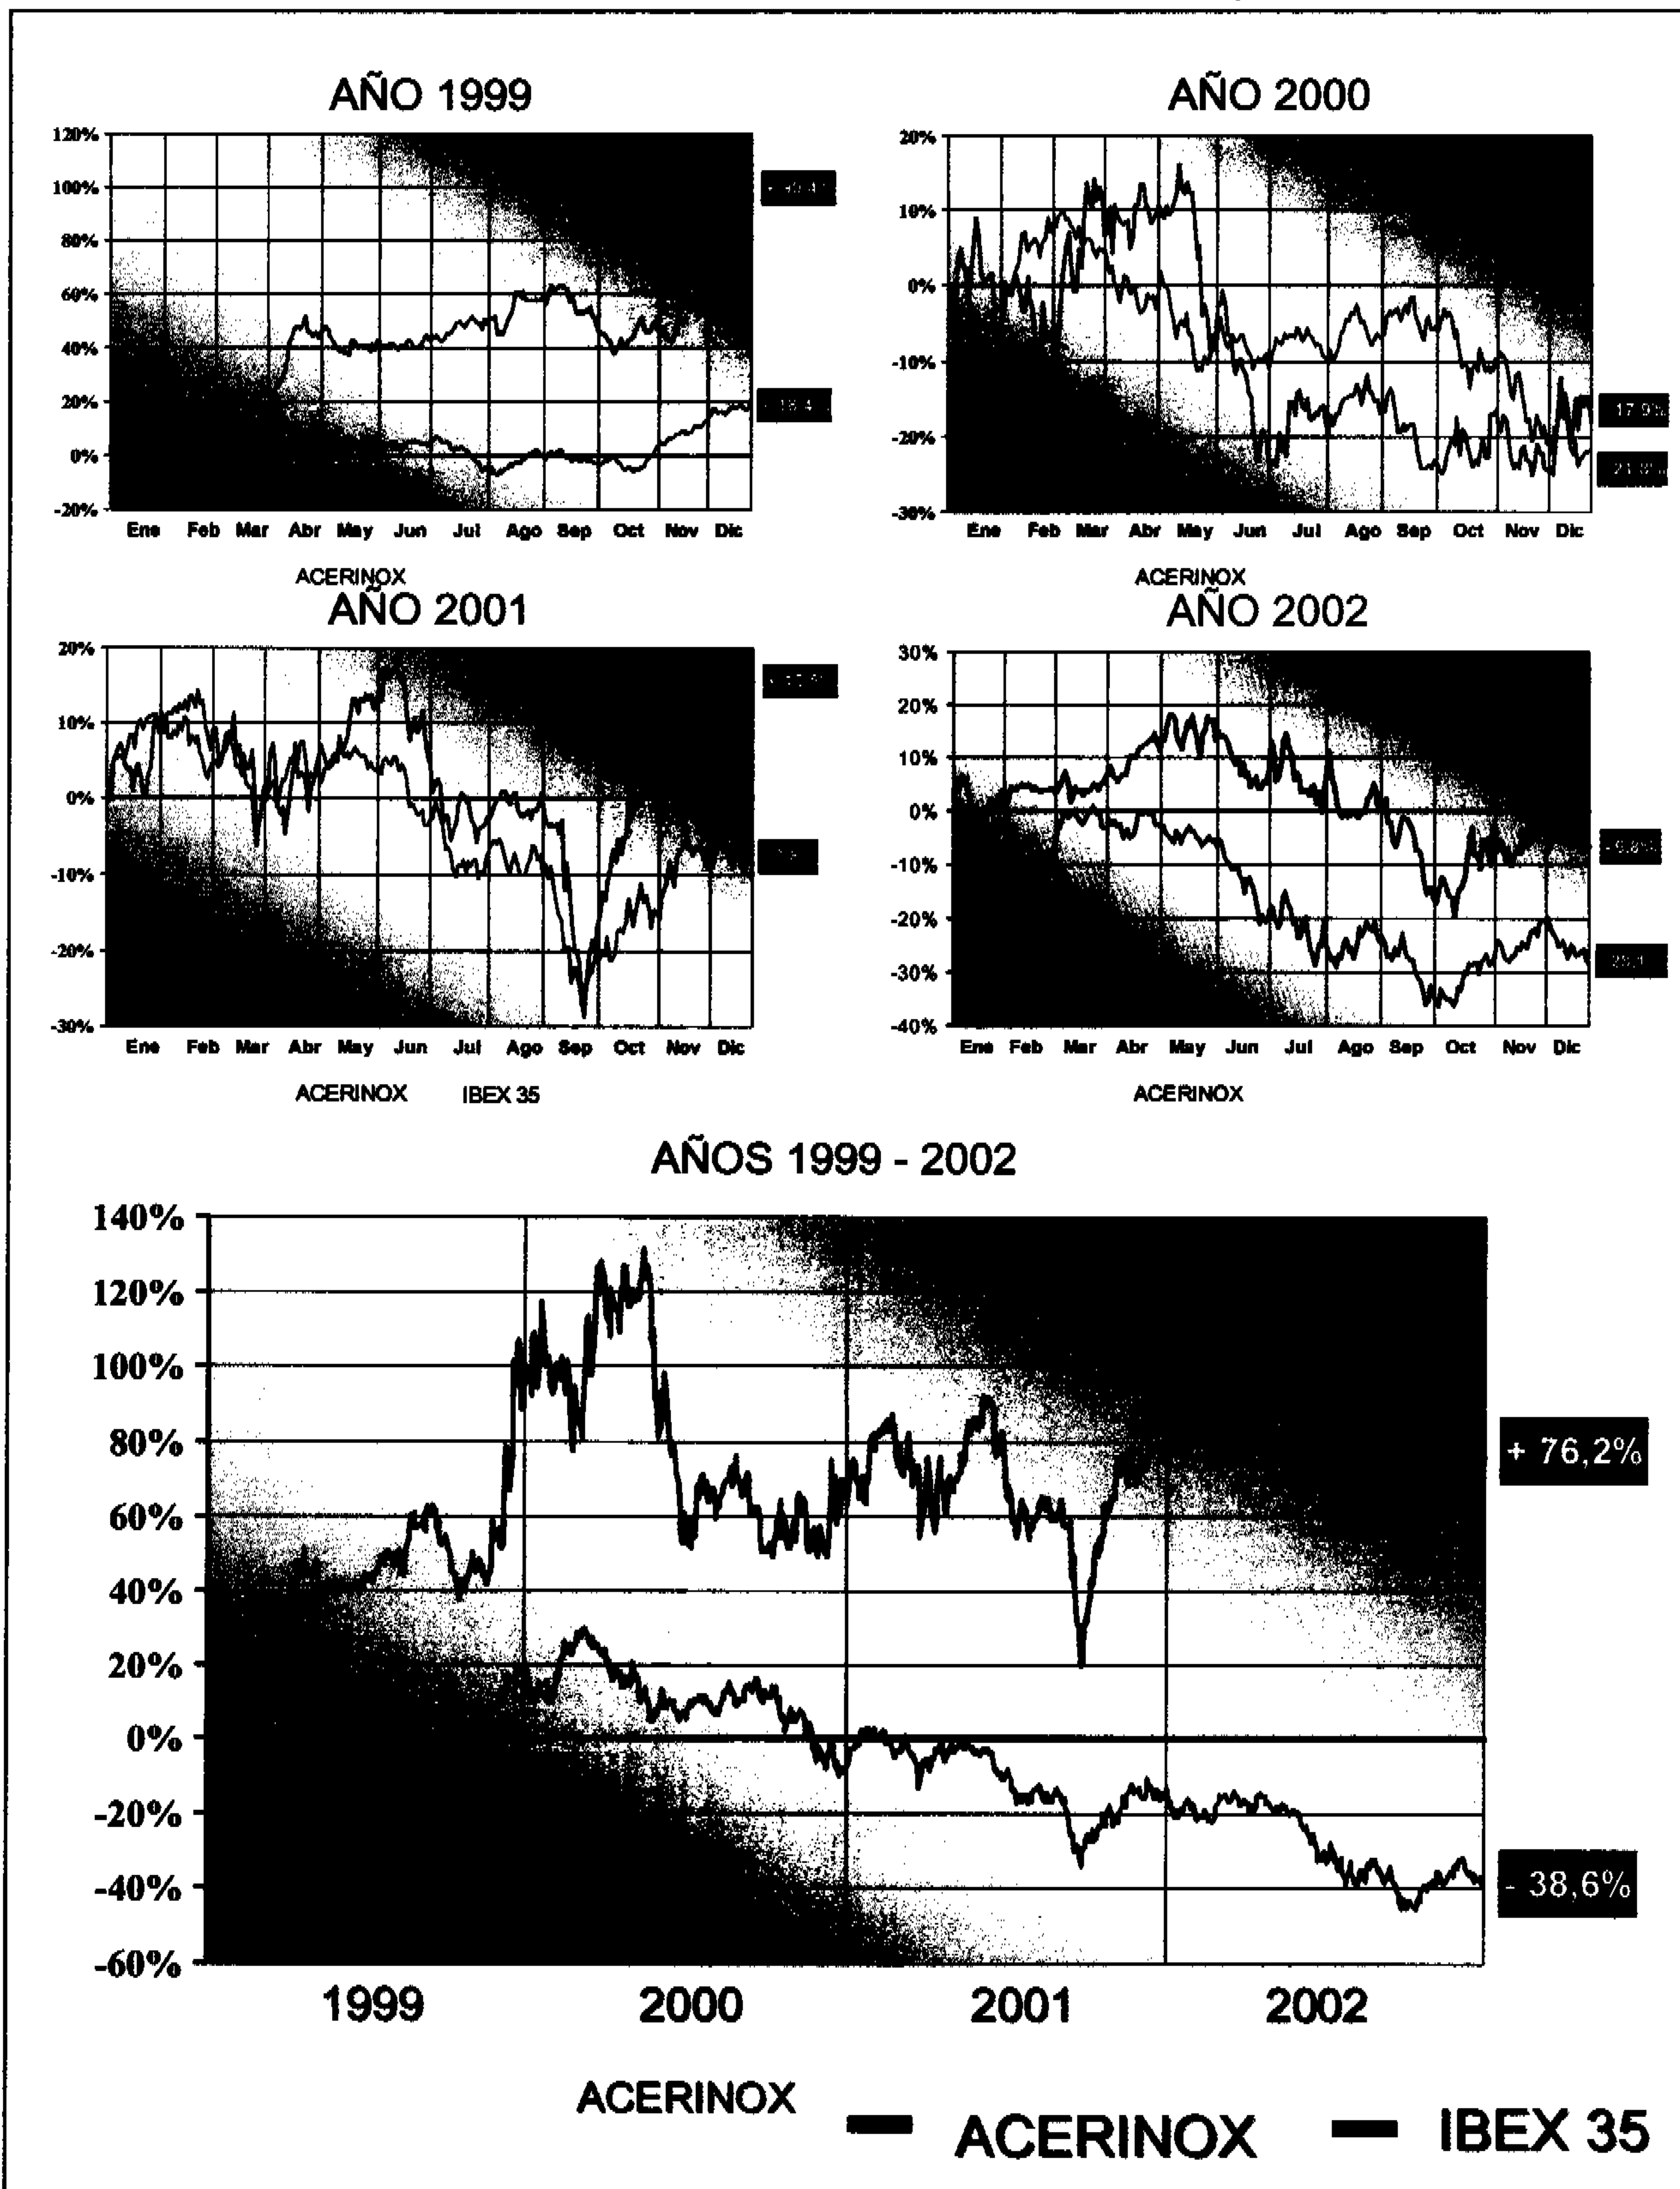 AÑO 1999
120%
100%
80%
60%
40%
20%
0%
-20%
Ene Feb Mar Abr May Jun Jul Ago Sep Oct Nov Dic
ACERINOX
AÑO 2000
20%
10%
0%
-10%
-20%
-30%
-17.9%
-21.8%
Ene Feb Mar Abr May Jun Jul Ago Sep Oct Nov Dic
ACERINOX
AÑO 2001
20%
10%
0%
-10%
-20%
-30%
Ene Feb Mar Abr May Jun Jul Ago Sep Oct Nov Dic
ACERINOX IBEX 35
AÑO 2002
30%
20%
10%
0%
-10%
-20%
-30%
-40%
Ene Feb Mar Abr May Jun Jul Ago Sep Oct Nov Dic
ACERINOX
AÑOS 1999 - 2002
140%
120%
100%
80%
60%
40%
20%
0%
-20%
-40%
-60%
+ 76,2%
- 38,6%
1999 2000 2001 2002
ACERINOX
ACERINOX IBEX 35